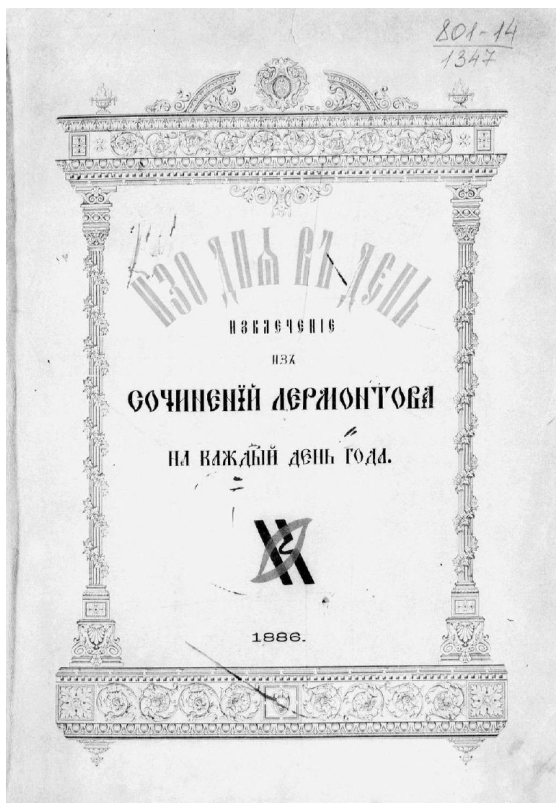 801-14
1347
ИЗО ДНЯ ВЪ ДЕНЬ
ИЗВЛЕЧЕНІЕ
ИЗЪ
СОЧИНЕНІЙ ЛЕРМОНТОВА
НА КАЖДЫЙ ДЕНЬ ГОДА.
1886.